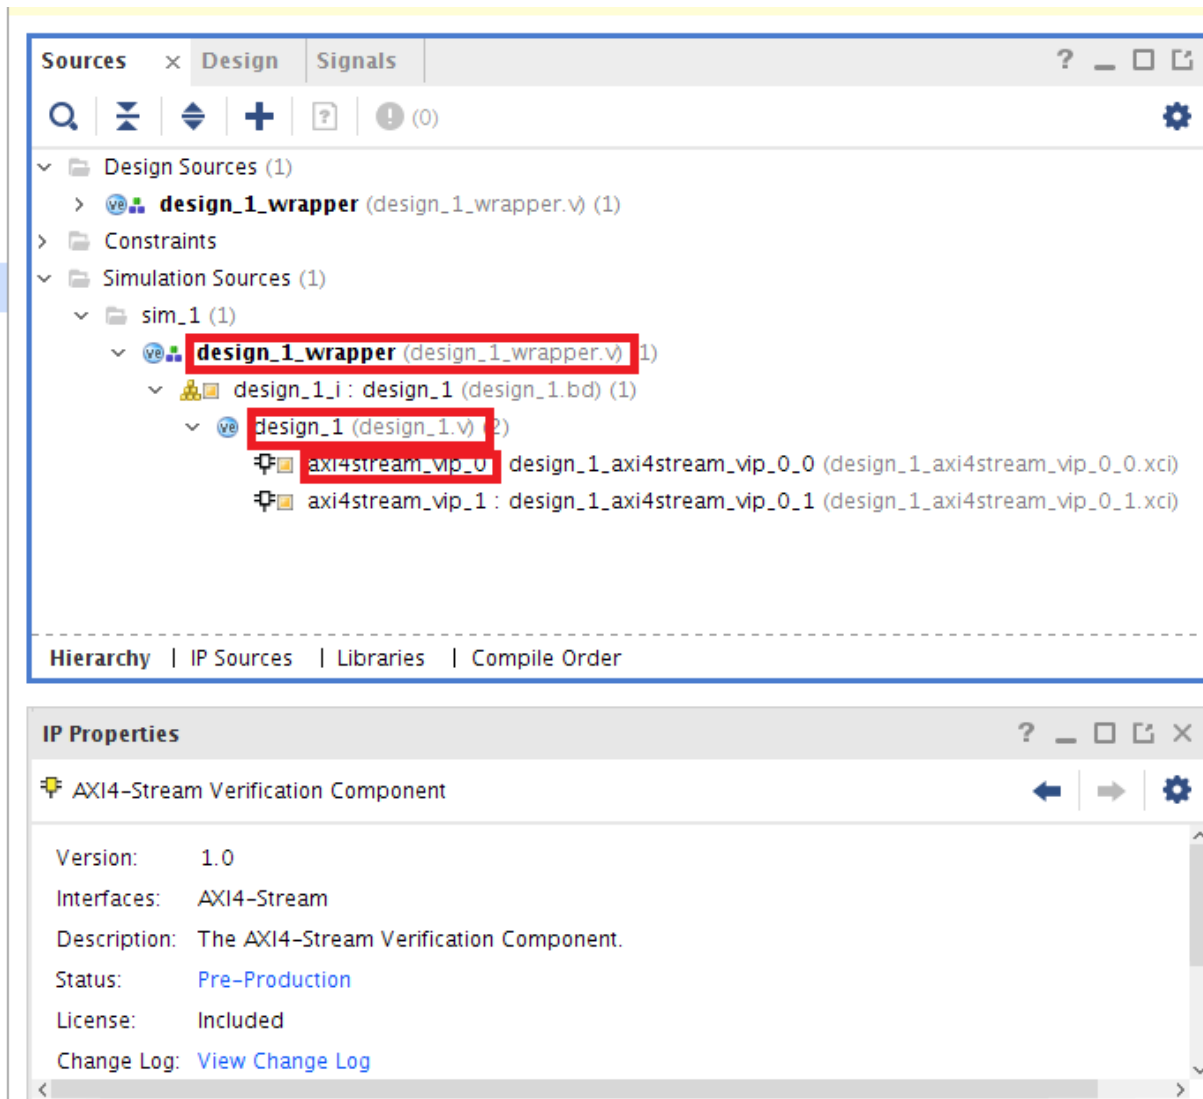 Sources × Design Signals ? 
(0)
Design Sources (1)
design_1_wrapper (design_1_wrapper.v) (1)
Constraints
Simulation Sources (1)
sim_1 (1)
design_1_wrapper (design_1_wrapper.v) 1)
design_1_i : design_1 (design_1.bd) (1)
design_1 (design_1.v) 2)
axi4stream_vip_0 design_1_axi4stream_vip_0_0 (design_1_axi4stream_vip_0_0.xci)
axi4stream_vip_1 : design_1_axi4stream_vip_0_1 (design_1_axi4stream_vip_0_1.xci)
Hierarchy | IP Sources | Libraries | Compile Order
IP Properties ?
AXI4-Stream Verification Component
Version: 1.0
Interfaces: AXI4-Stream
Description: The AXI4-Stream Verification Component.
Status: Pre-Production
License: Included
Change Log: View Change Log